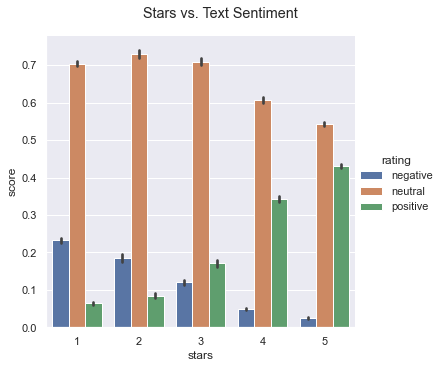 Stars vs. Text Sentiment
0.7
0.6
0.5
0.4
0.3
0.2
0.1
0.0
score
1 2 3 4 5
stars
rating
negative
neutral
positive